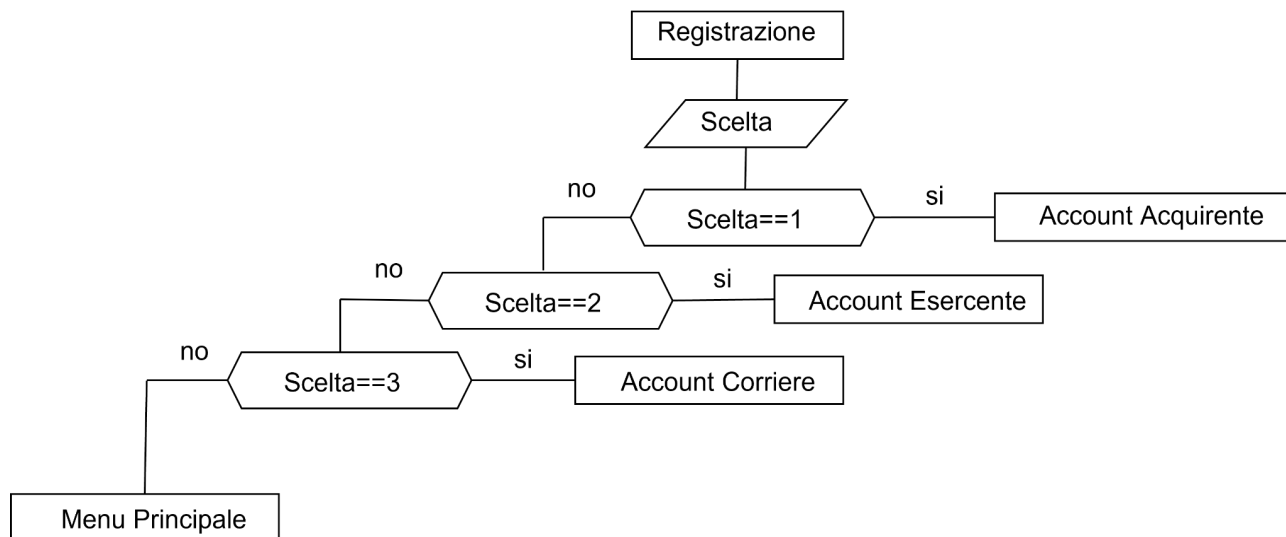 Registrazione
Scelta
no
Scelta==1
si
Account Acquirente
no
Scelta==2
si
Account Esercente
no
Scelta==3
si
Account Corriere
Menu Principale